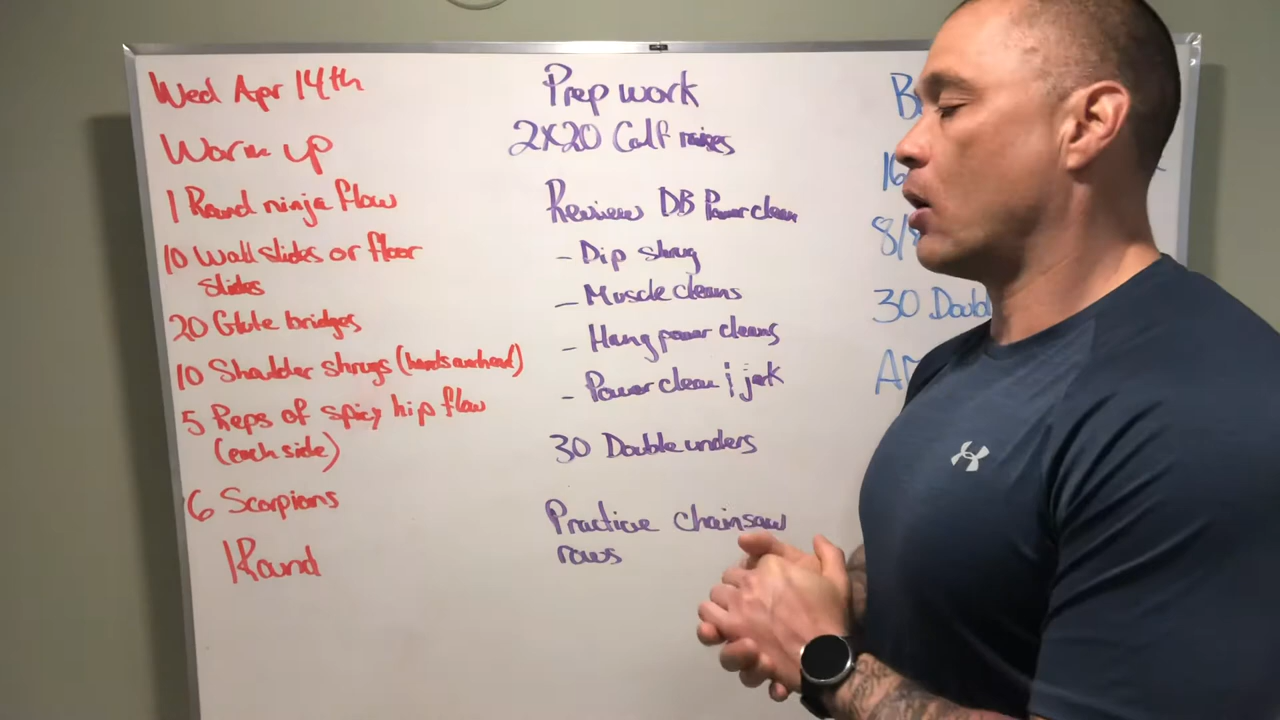 Wed Apr 14th
Warm up
1 Round ninja flow
10 Wall slides or floor
slides
20 Glute bridges
10 Shoulder shrugs (hands overhead)
5 Reps of spicy hip flow
(each side)
6 Scorpions
1 Round
Prep work
2x20 Calf raises
Review DB Power clean
- Dip shrug
- Muscle cleans
- Hang power cleans
- Power clean & jerk
30 Double unders
Practice chainsaw
rows
16
8/
30